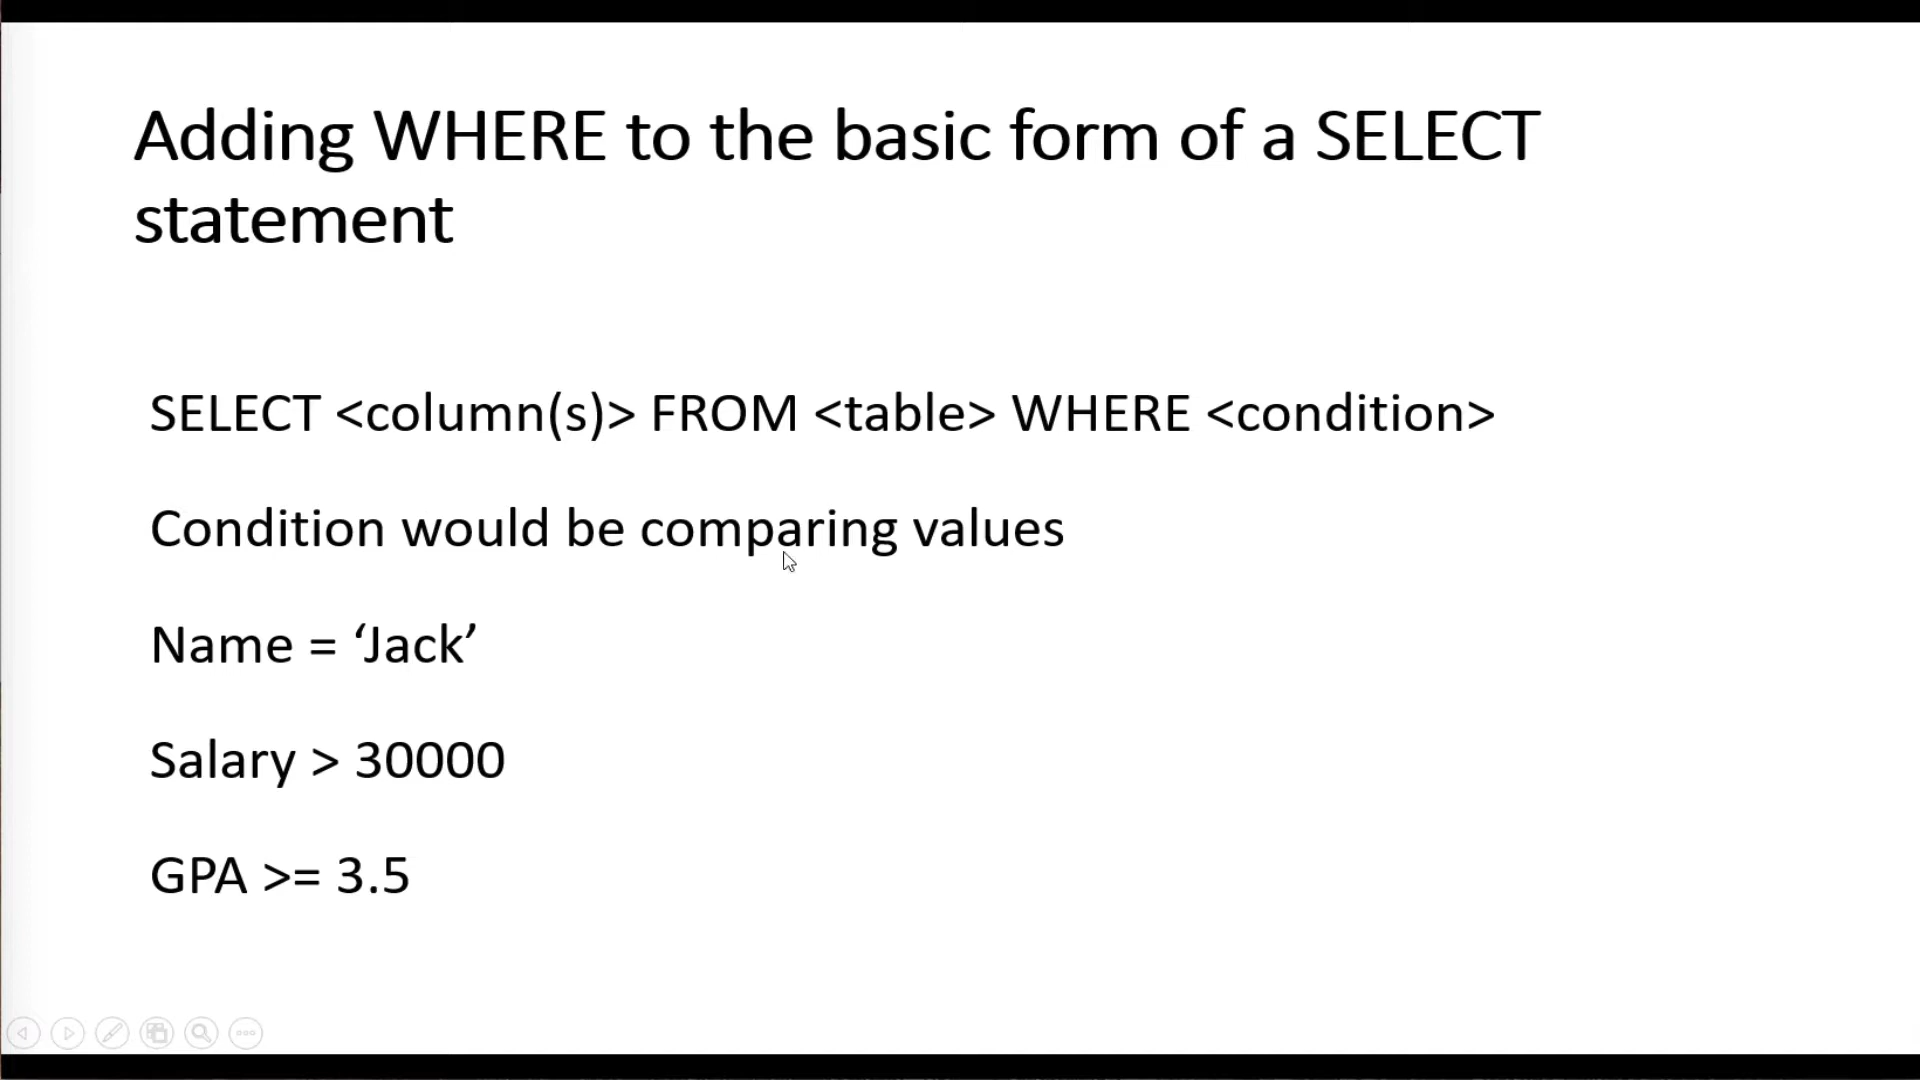 Adding WHERE to the basic form of a SELECT
statement
SELECT <column(s)> FROM <table> WHERE <condition>
Condition would be comparing values
Name = ‘Jack’
Salary > 30000
GPA >= 3.5